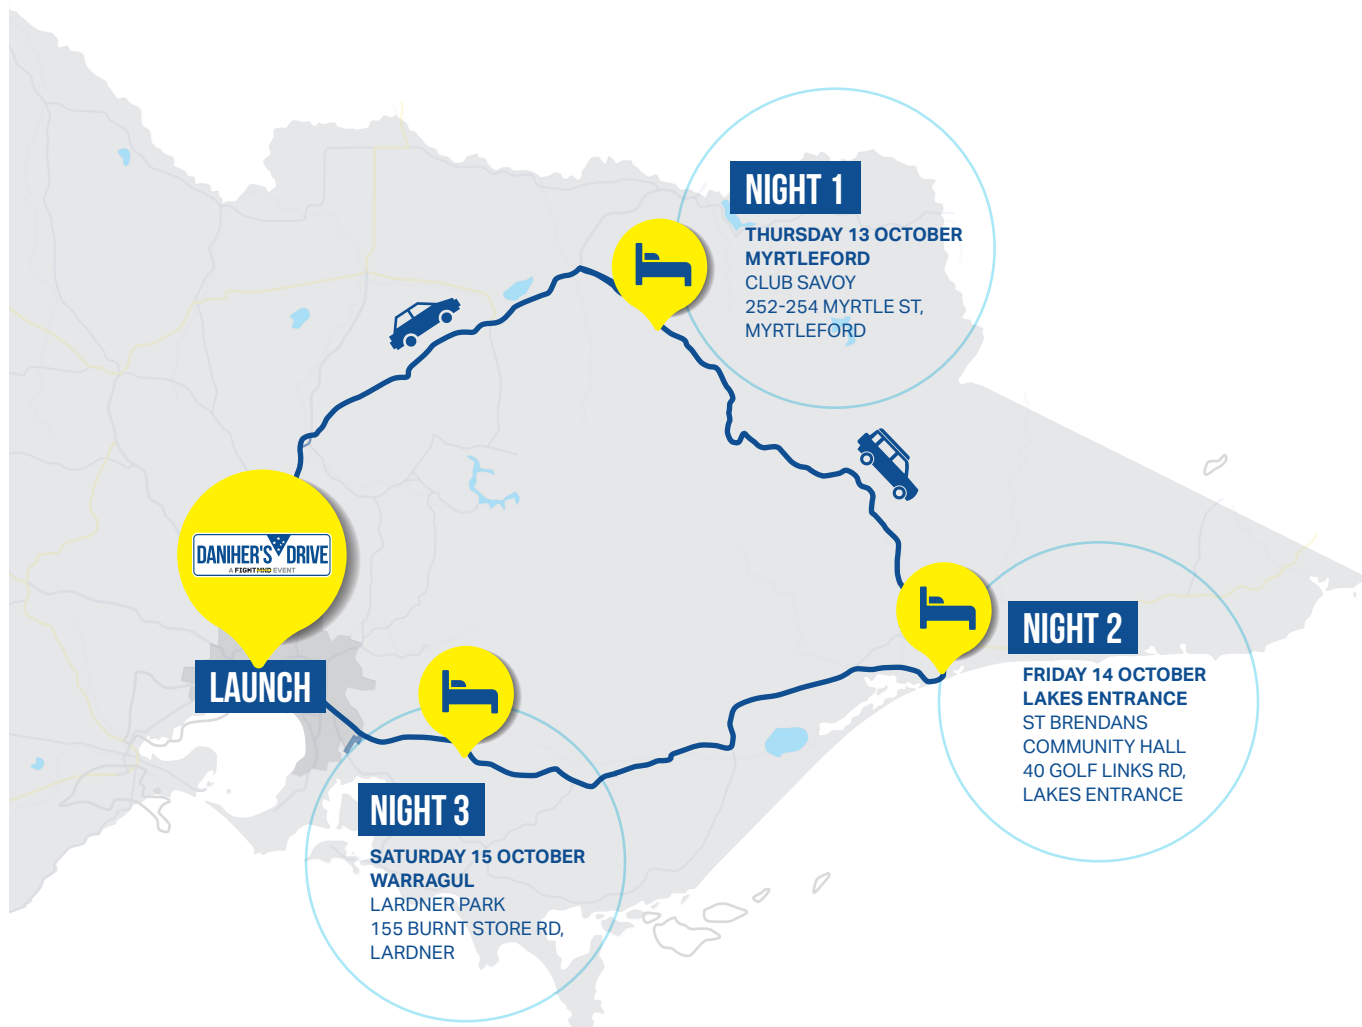 NIGHT 1
THURSDAY 13 OCTOBER
MYRTLEFORD
CLUB SAVOY
252-254 MYRTLE ST,
MYRTLEFORD
DANIHER'S DRIVE
A FIGHTMND EVENT
LAUNCH
NIGHT 2
FRIDAY 14 OCTOBER
LAKES ENTRANCE
ST BRENDANS
COMMUNITY HALL
40 GOLF LINKS RD,
LAKES ENTRANCE
NIGHT 3
SATURDAY 15 OCTOBER
WARRAGUL
LARDNER PARK
155 BURNT STORE RD,
LARDNER